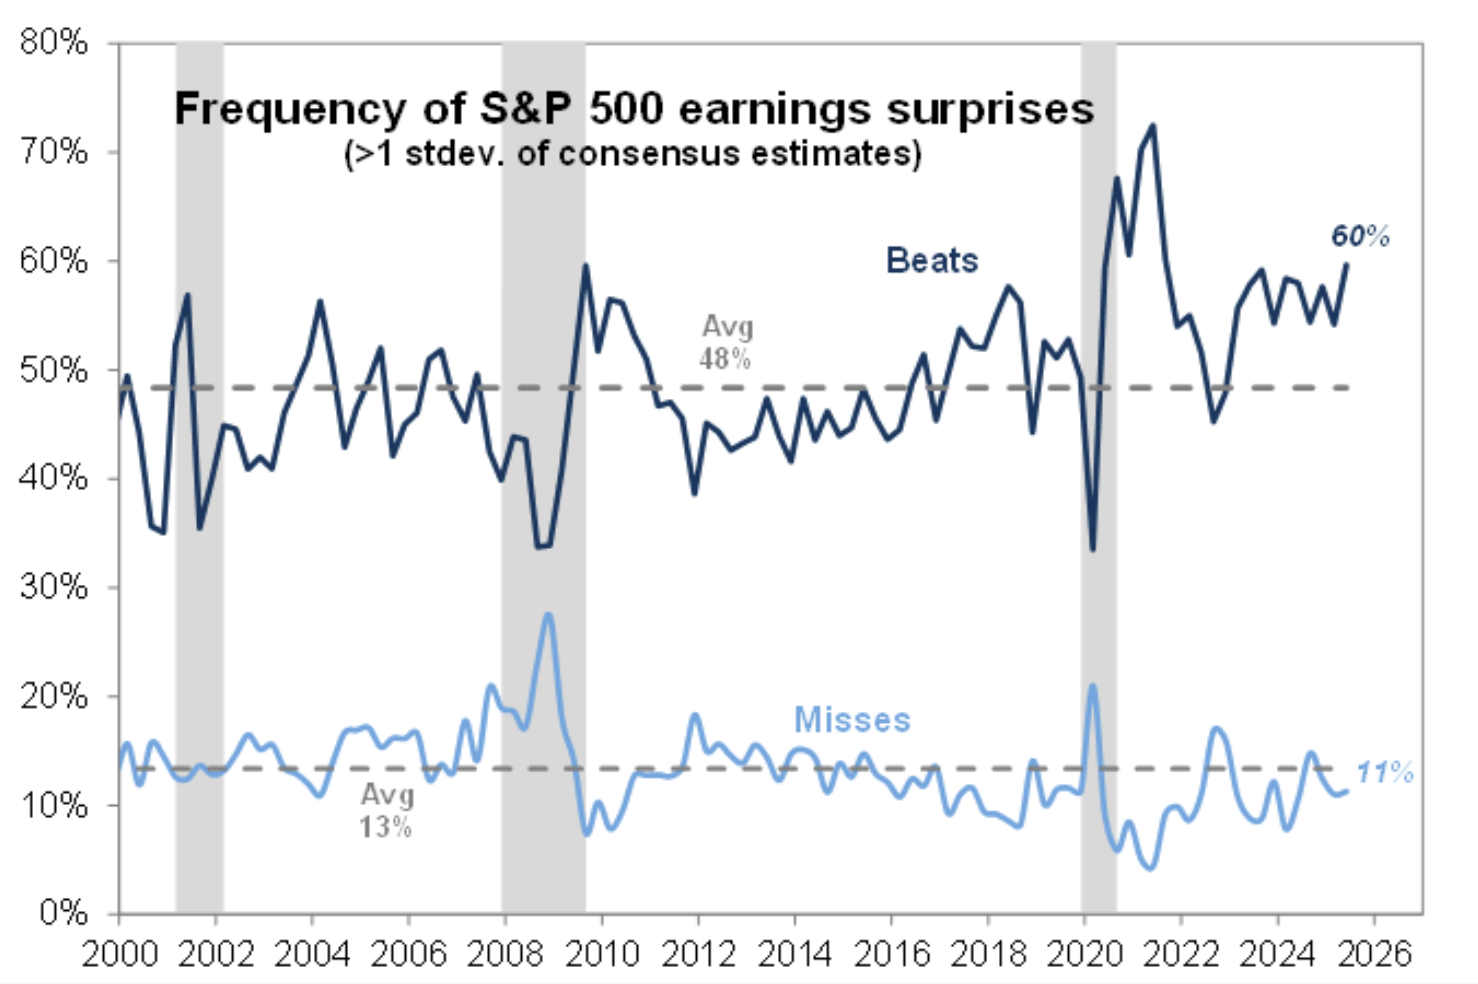 80%
Frequency of S&P 500 earnings surprises
(>1 stdev. of consensus estimates)
70%
60%
Beats
60%
Avg
48%
50%
40%
30%
20%
Misses
11%
Avg
13%
10%
0%
2000 2002 2004 2006 2008 2010 2012 2014 2016 2018 2020 2022 2024 2026